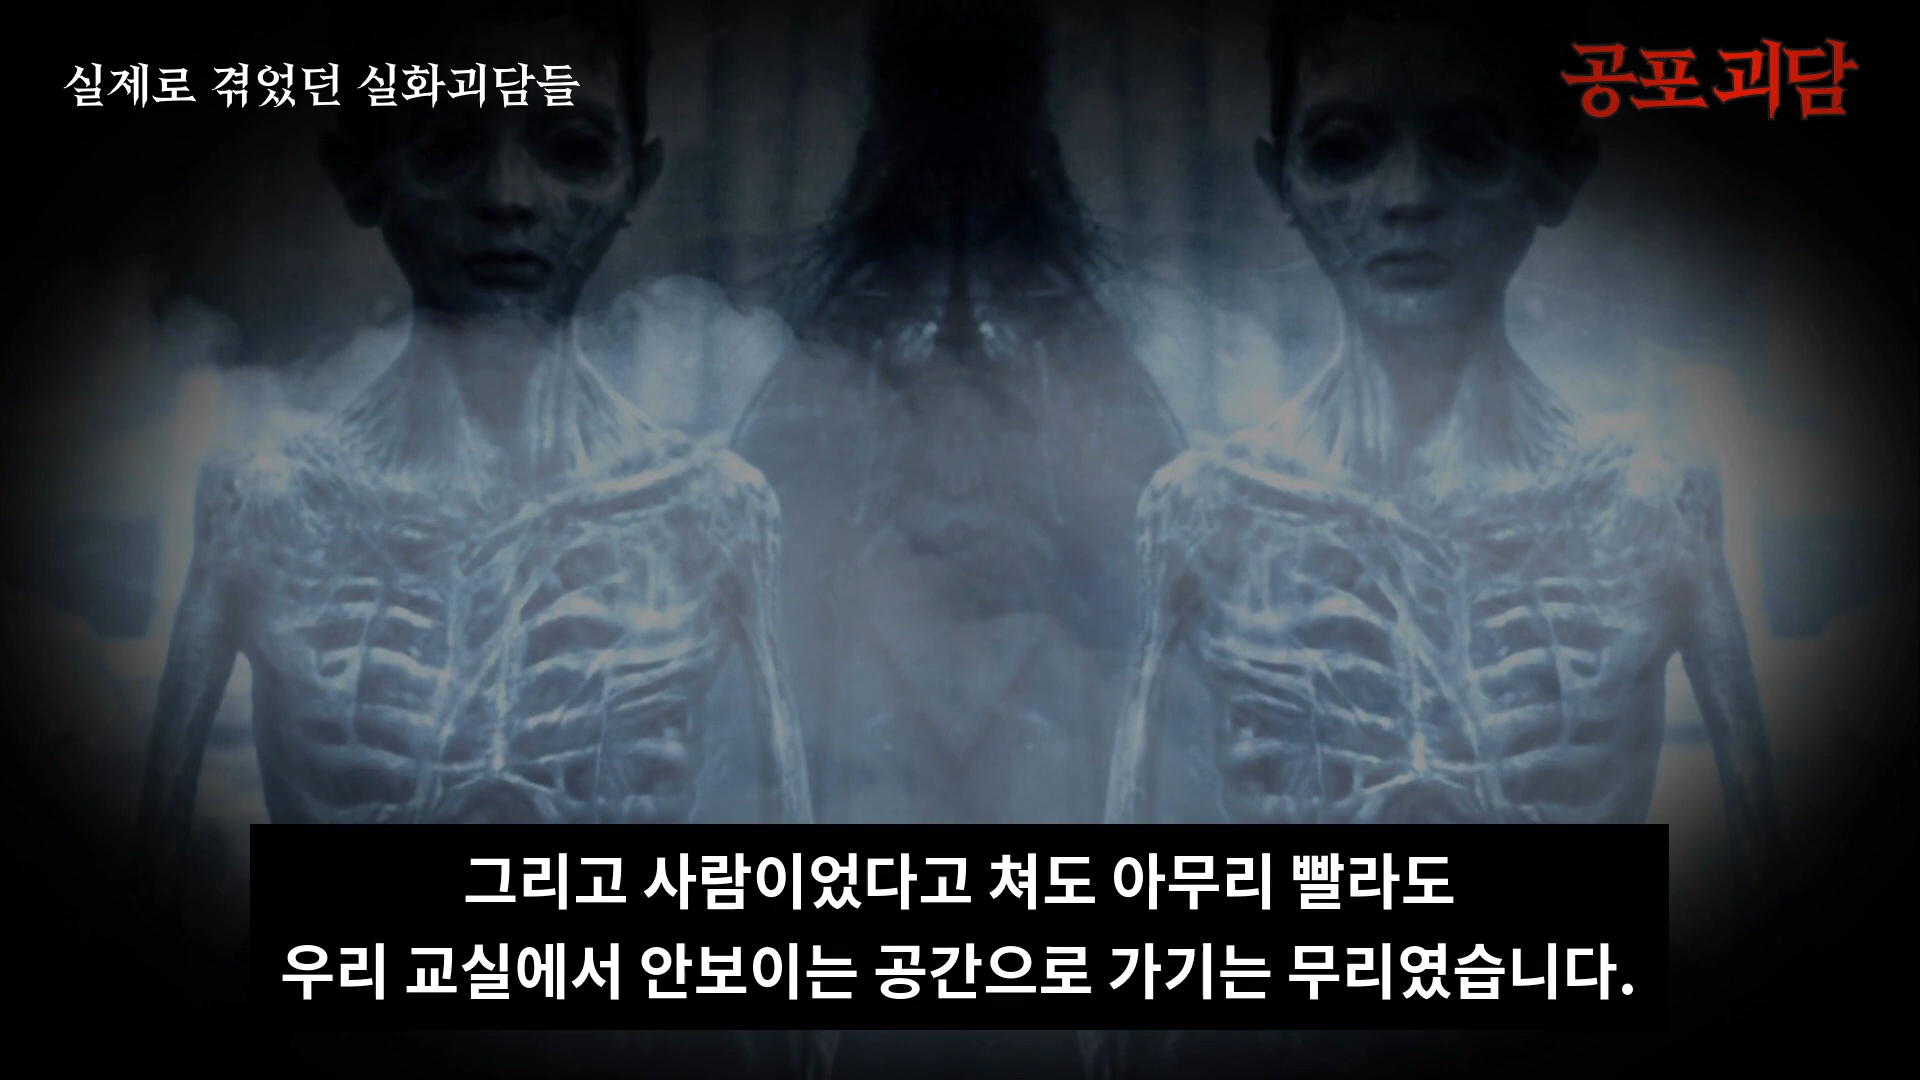 실제로 겪었던 실화괴담들
공포괴담
그리고 사람이었다고 쳐도 아무리 빨라도
우리 교실에서 안보이는 공간으로 가기는 무리였습니다.